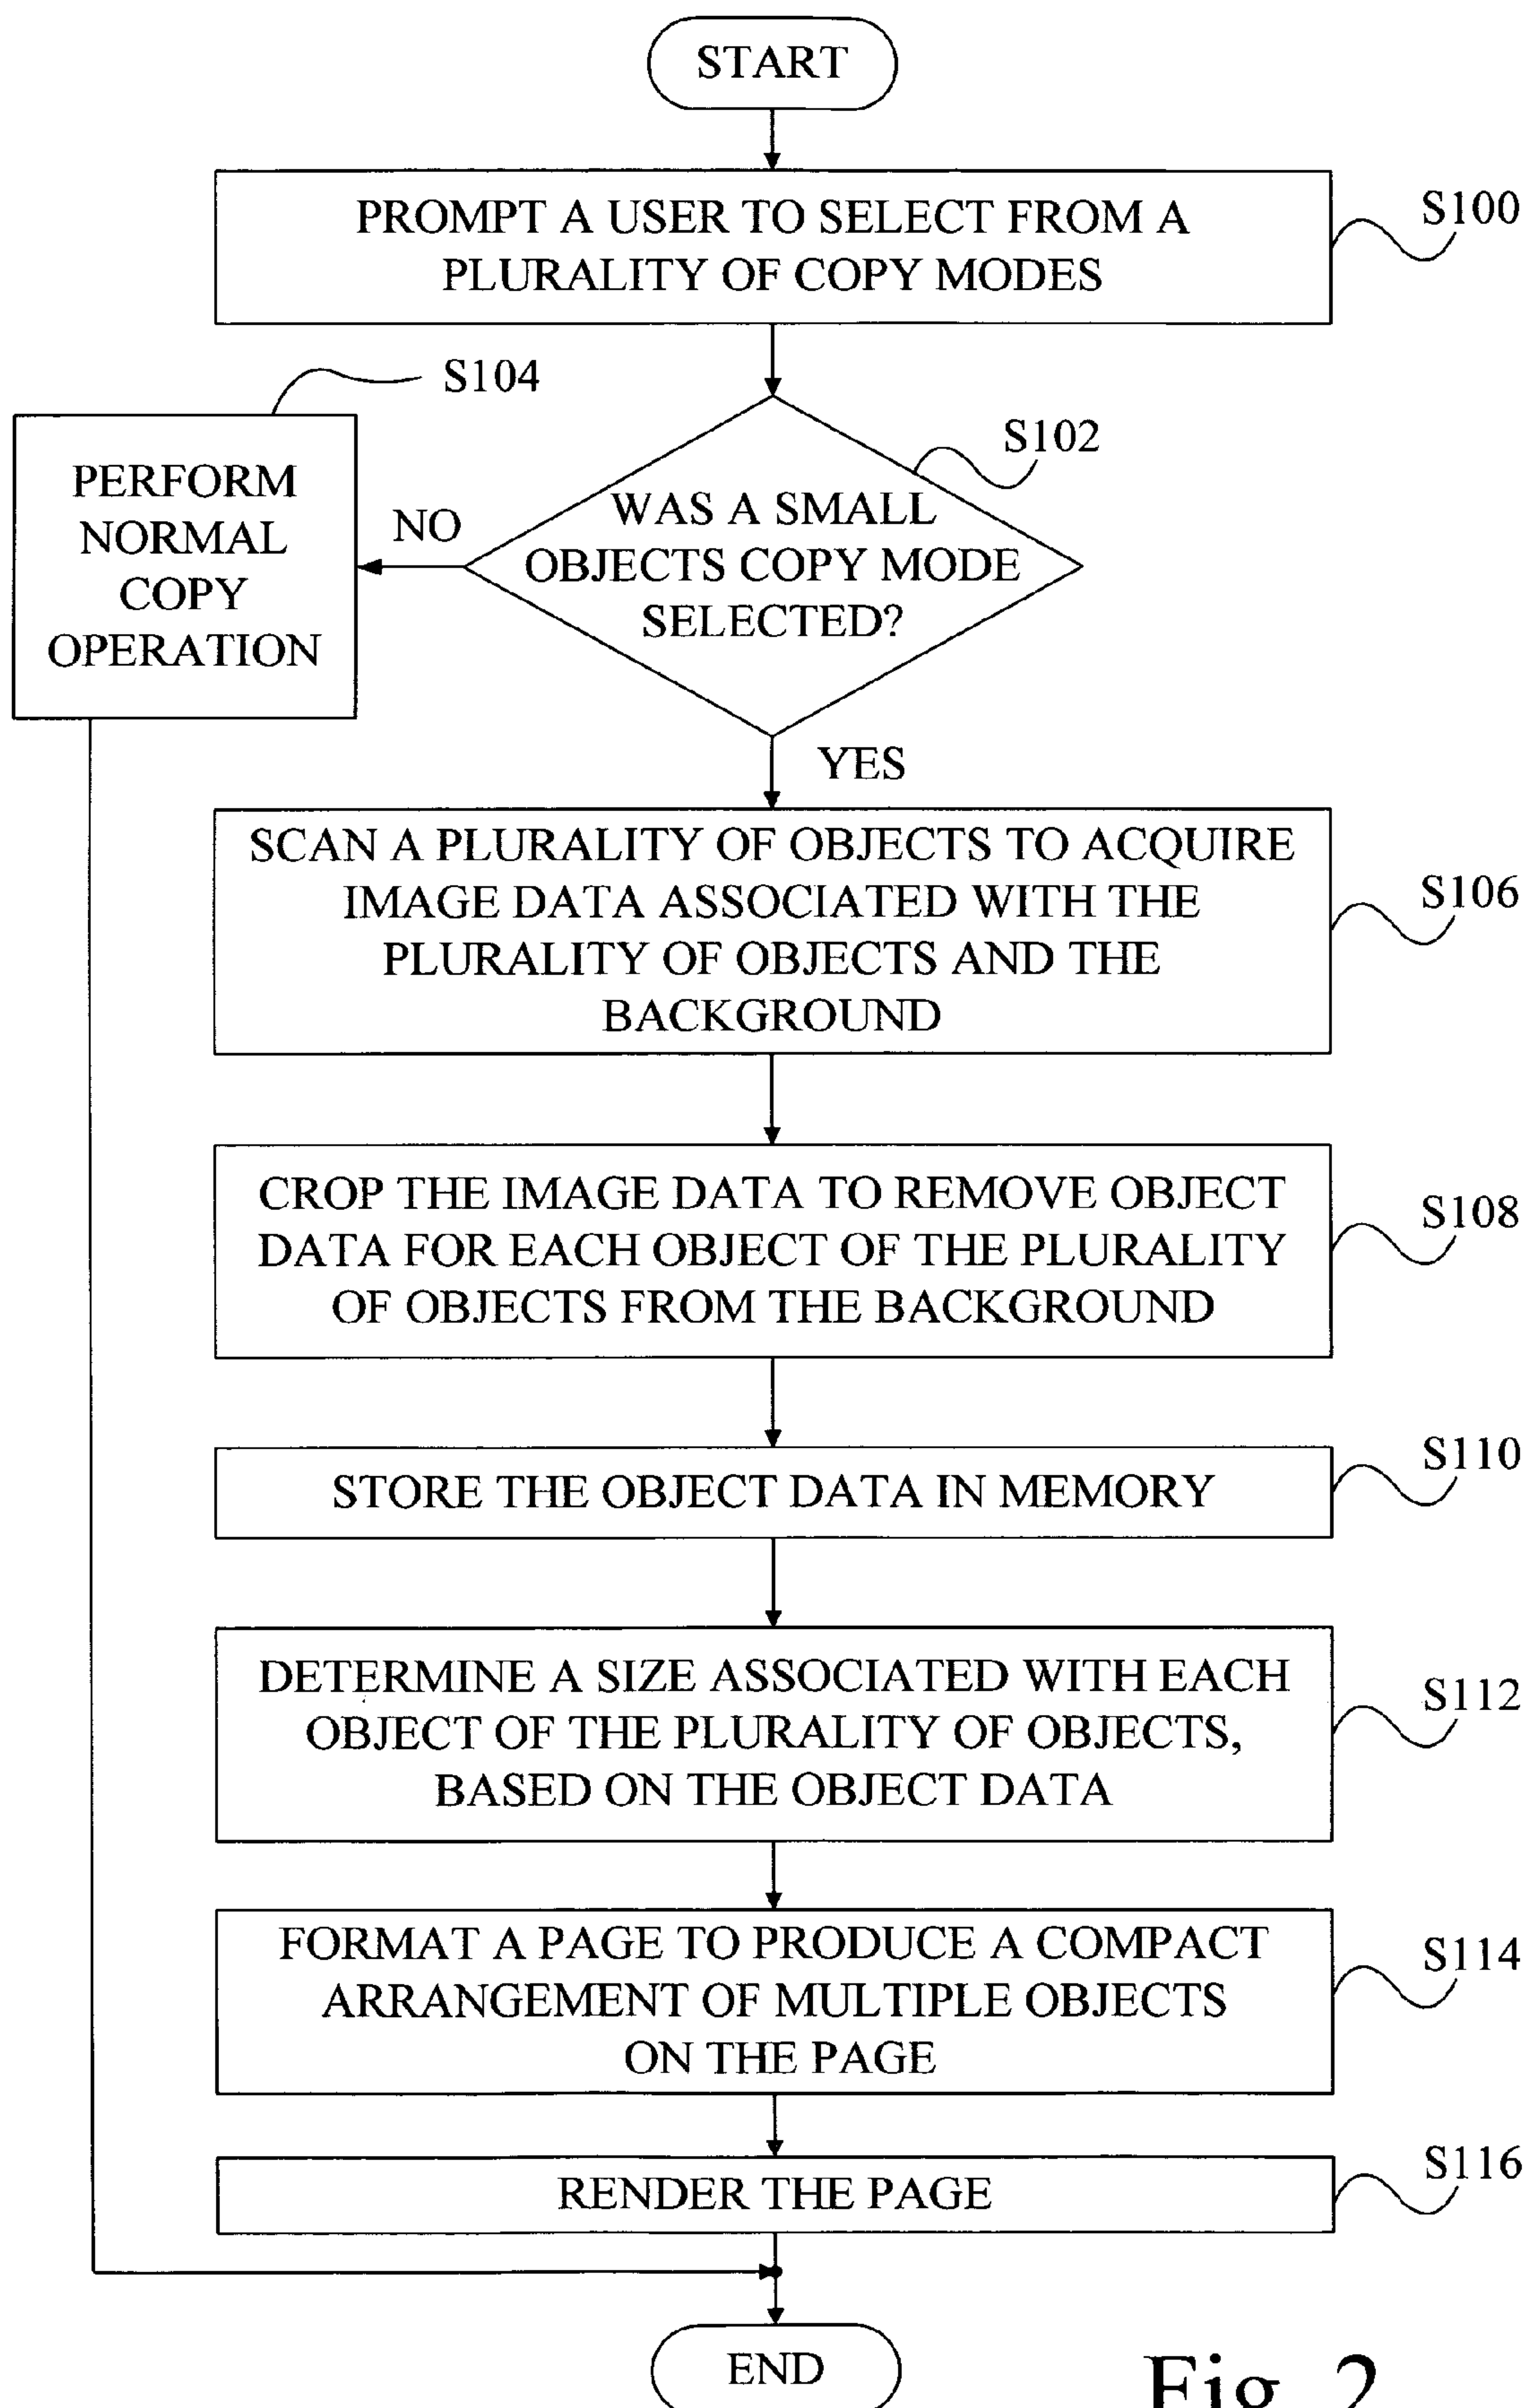 START
PROMPT A USER TO SELECT FROM A
PLURALITY OF COPY MODES
S100
S104
PERFORM
NORMAL
COPY
OPERATION
NO
S102
WAS A SMALL
OBJECTS COPY MODE
SELECTED?
YES
SCAN A PLURALITY OF OBJECTS TO ACQUIRE
IMAGE DATA ASSOCIATED WITH THE
PLURALITY OF OBJECTS AND THE
BACKGROUND
S106
CROP THE IMAGE DATA TO REMOVE OBJECT
DATA FOR EACH OBJECT OF THE PLURALITY
OF OBJECTS FROM THE BACKGROUND
S108
STORE THE OBJECT DATA IN MEMORY
S110
DETERMINE A SIZE ASSOCIATED WITH EACH
OBJECT OF THE PLURALITY OF OBJECTS,
BASED ON THE OBJECT DATA
S112
FORMAT A PAGE TO PRODUCE A COMPACT
ARRANGEMENT OF MULTIPLE OBJECTS
ON THE PAGE
S114
RENDER THE PAGE
S116
END
Fig. 2